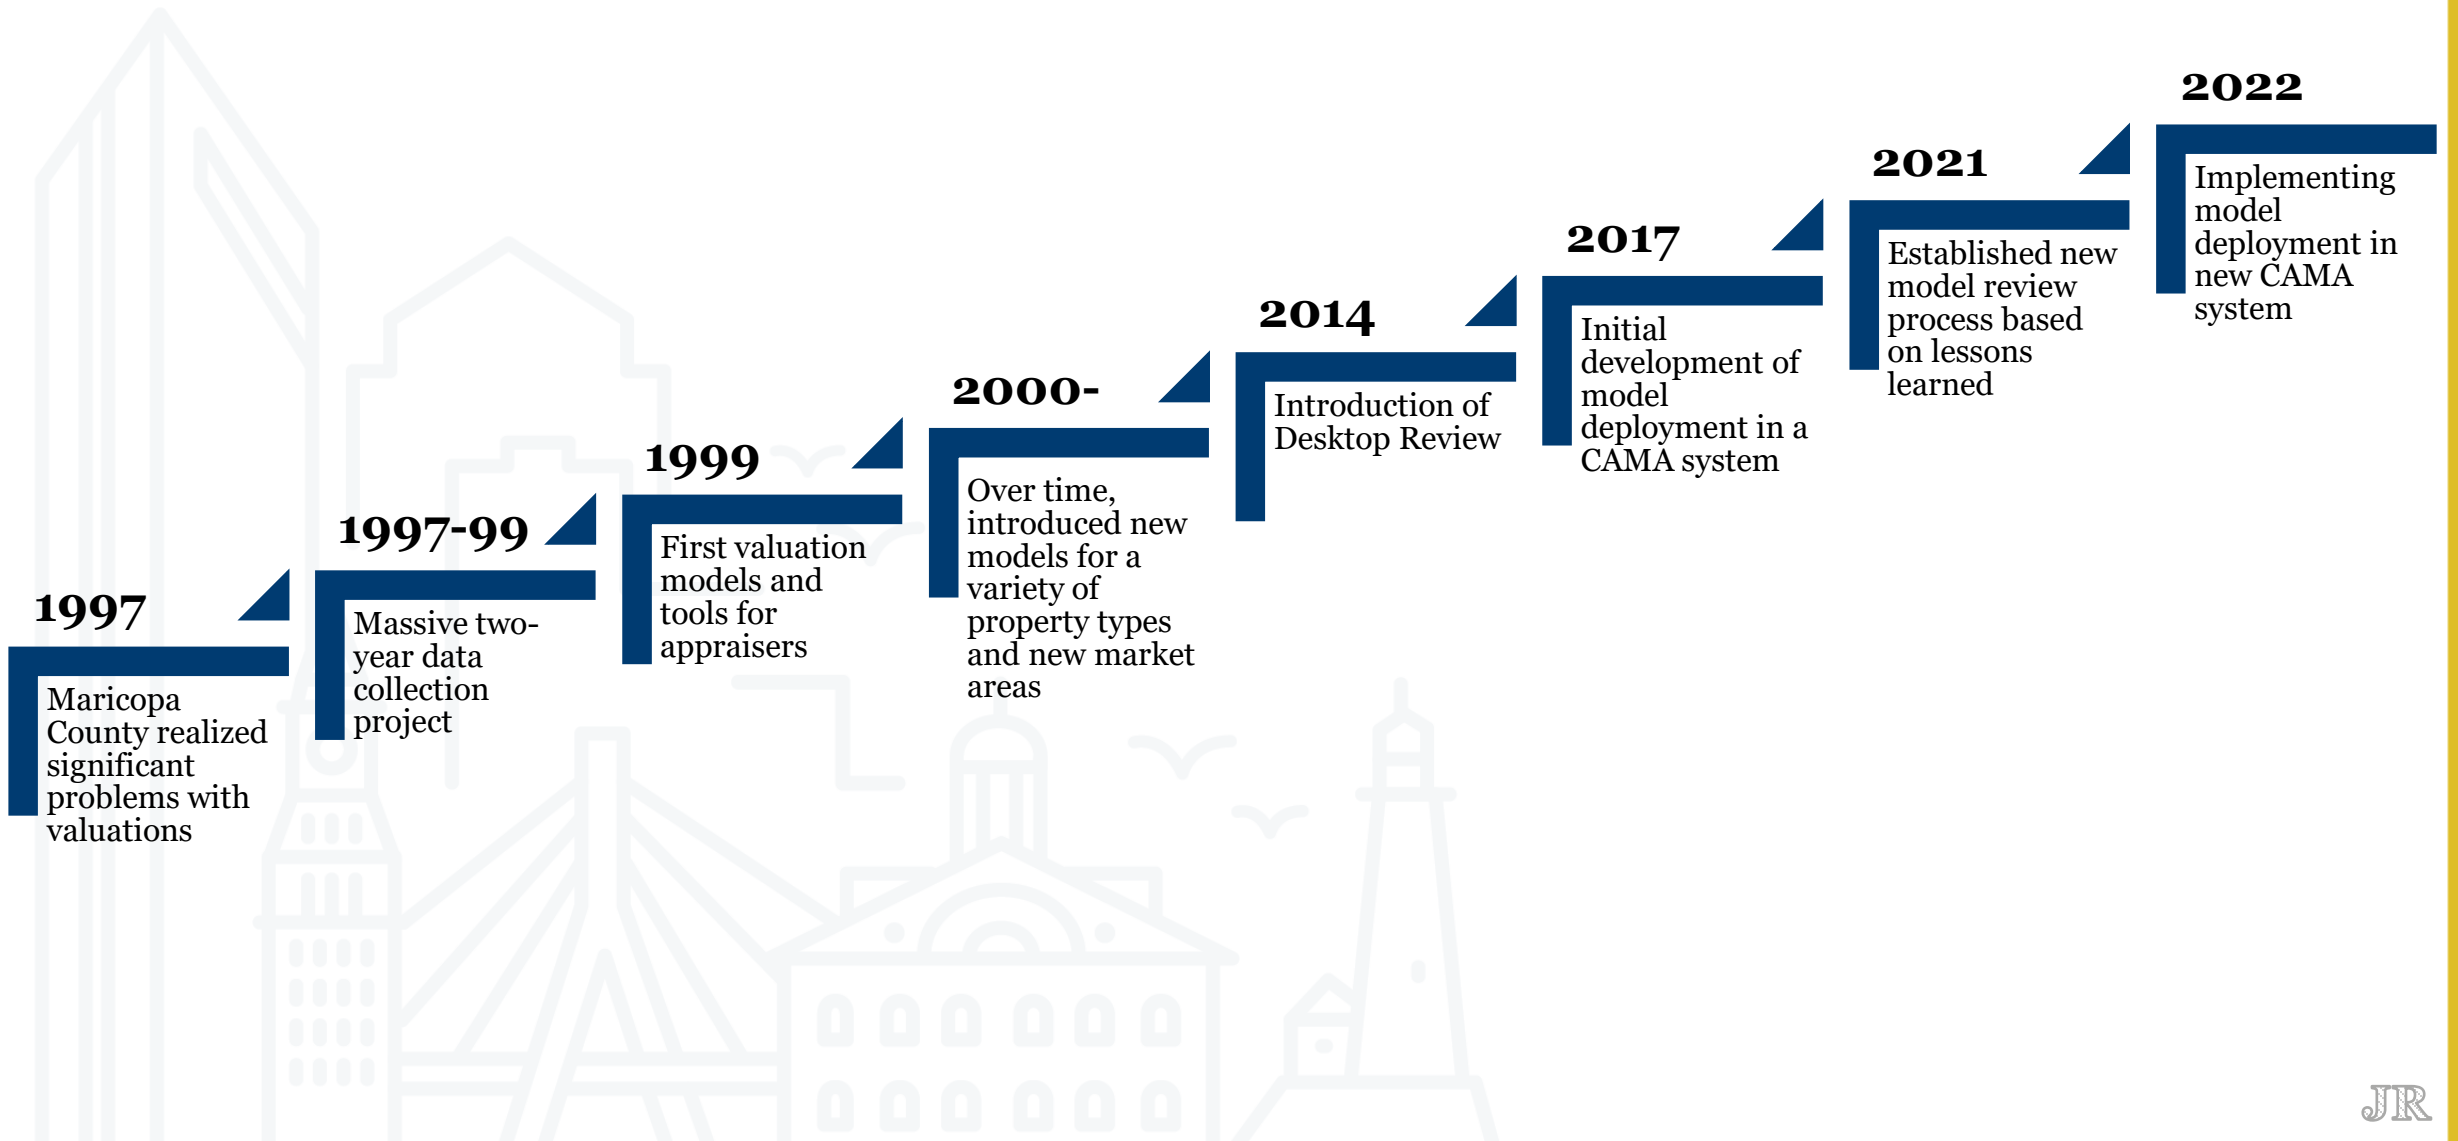 1997
Maricopa
County realized
significant
problems with
valuations
1997-99
Massive two-
year data
collection
project
1999
First valuation
models and
tools for
appraisers
2000-
Over time,
introduced new
models for a
variety of
property types
and new market
areas
2014
Introduction of
Desktop Review
2017
Initial
development of
model
deployment in a
CAMA system
2021
Established new
model review
process based
on lessons
learned
2022
Implementing
model
deployment in
new CAMA
system
JR